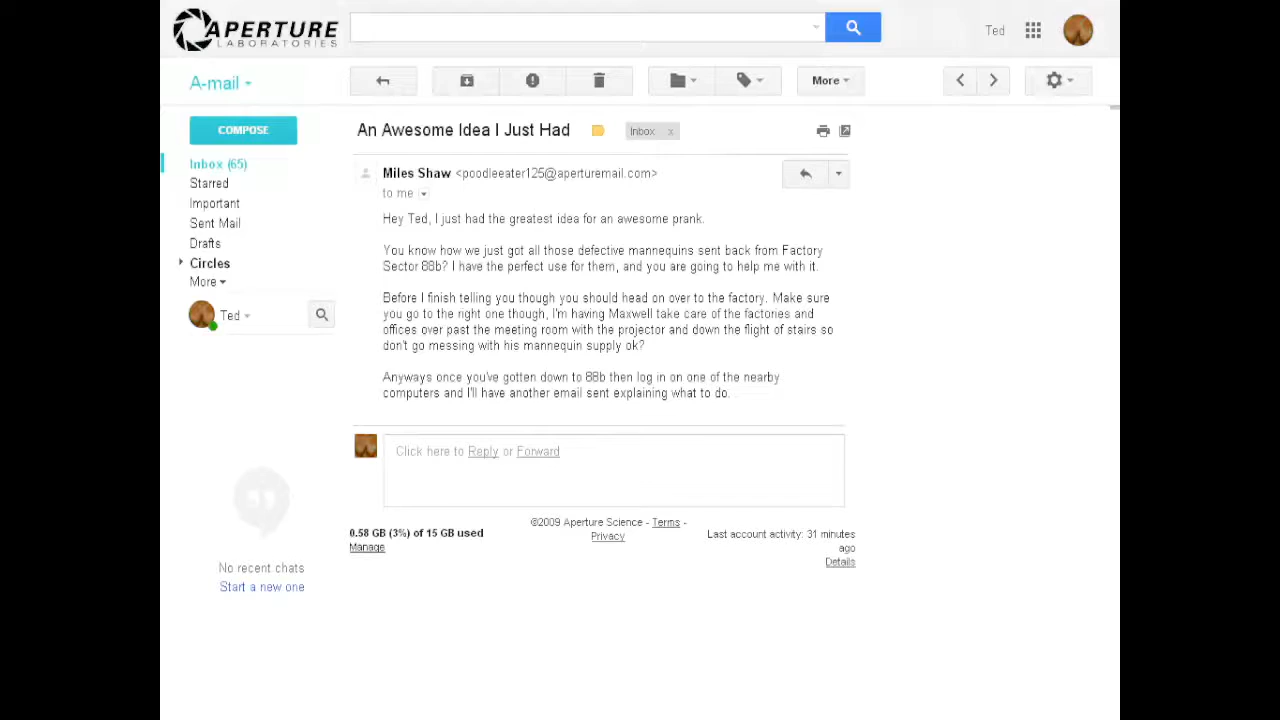 APERTURE
LABORATORIES
Ted
A-mail
More
COMPOSE
An Awesome Idea I Just Had
Inbox x
Inbox (65)
Starred
Important
Sent Mail
Drafts
Circles
More
Ted
Miles Shaw <poodleeater125@aperturemail.com>
to me
Hey Ted, I just had the greatest idea for an awesome prank.
You know how we just got all those defective mannequins sent back from Factory
Sector 88b? I have the perfect use for them, and you are going to help me with it.
Before I finish telling you though you should head on over to the factory. Make sure
you go to the right one though, I'm having Maxwell take care of the factories and
offices over past the meeting room with the projector and down the flight of stairs so
don't go messing with his mannequin supply ok?
Anyways once you've gotten down to 88b then log in on one of the nearby
computers and I'll have another email sent explaining what to do.
Click here to Reply or Forward
0.58 GB (3%) of 15 GB used
Manage
©2009 Aperture Science - Terms -
Privacy
Last account activity: 31 minutes
ago
Details
No recent chats
Start a new one